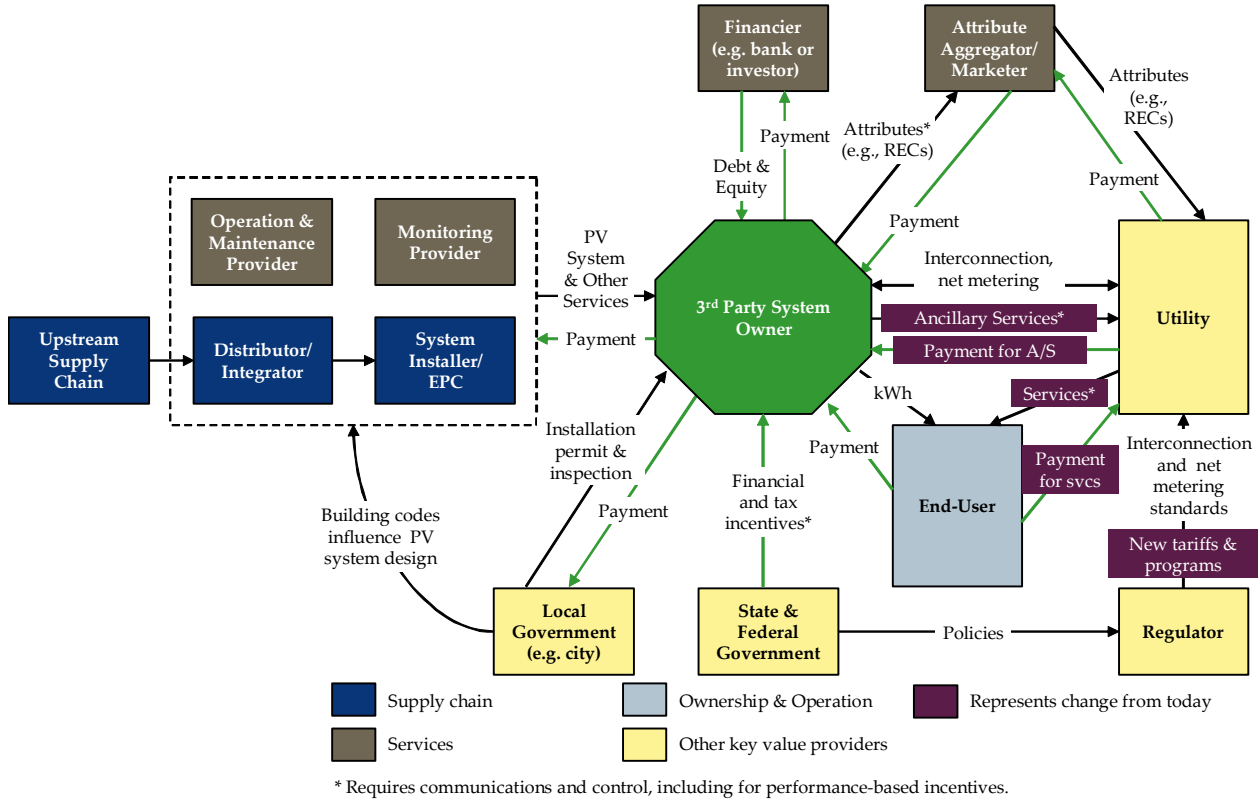 Financier
(e.g. bank or
investor)
Attribute
Aggregator/
Marketer
Attributes
(e.g.,
RECs)
Payment
Attributes*
(e.g., RECs)
Debt &
Equity
Payment
Payment
Operation &
Maintenance
Provider
Monitoring
Provider
PV
System
& Other
Services
Interconnection,
net metering
3rd Party System
Owner
Ancillary Services*
Utility
Upstream
Supply
Chain
Distributor/
Integrator
System
Installer/
EPC
Payment
Payment for A/S
kWh
Services*
Installation
permit &
inspection
Payment
Interconnection
and net
metering
standards
Payment
for svcs
Financial
and tax
incentives*
End-User
Payment
Building codes
influence PV
system design
New tariffs &
programs
Local
Government
(e.g. city)
State &
Federal
Government
Policies
Regulator
Supply chain
Ownership & Operation
Represents change from today
Services
Other key value providers
* Requires communications and control, including for performance-based incentives.